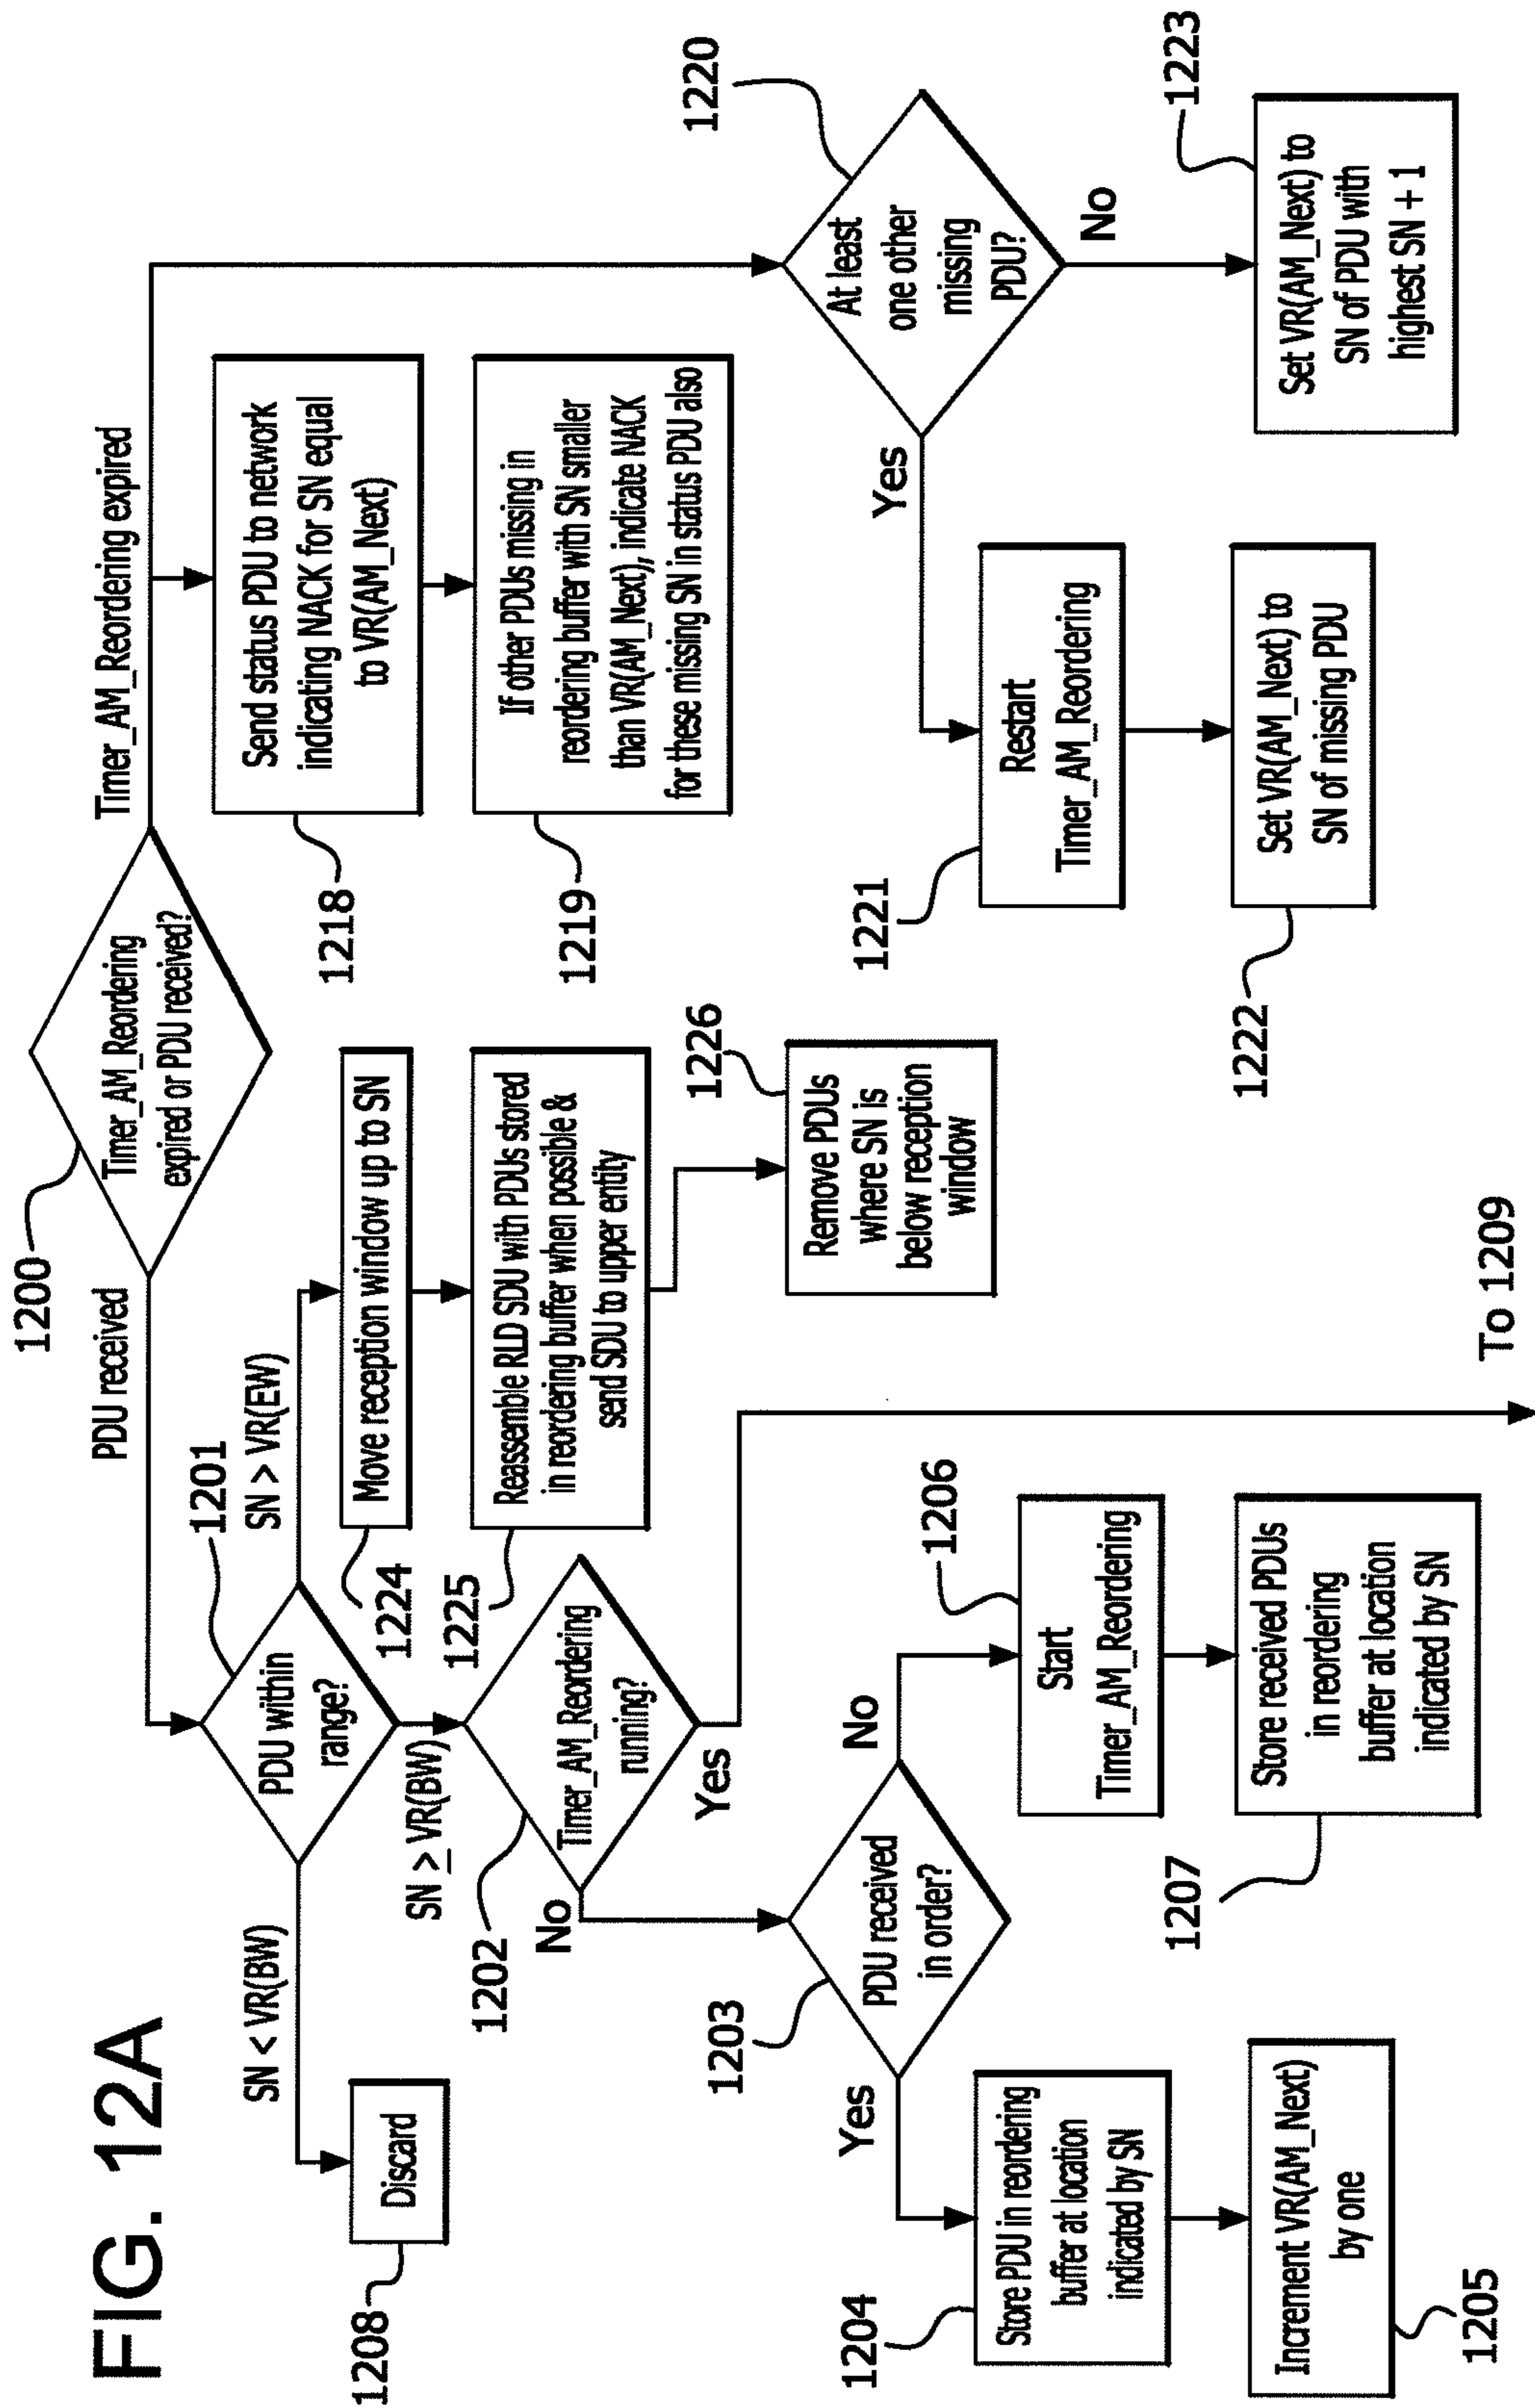 FIG. 12A
1200
Timer_AM_Reordering
expired or PDU received?
PDU received
Timer_AM_Reordering expired
1201
PDU within
range?
SN < VR(BW)
SN > VR(EW)
SN ≥ VR(BW)
1208
Discard
1224
Move reception window up to SN
1225
Reassemble RLD SDU with PDUs stored
in reordering buffer when possible &
send SDU to upper entity
1226
Remove PDUs
where SN is
below reception
window
1202
Timer_AM_Reordering
running?
No
Yes
To 1209
1203
PDU received
in order?
Yes
No
1204
Store PDU in reordering
buffer at location
indicated by SN
1205
Increment VR(AM_Next)
by one
1206
Start
Timer_AM_Reordering
1207
Store received PDUs
in reordering
buffer at location
indicated by SN
1218
Send status PDU to network
indicating NACK for SN equal
to VR(AM_Next)
1219
If other PDUs missing in
reordering buffer with SN smaller
than VR(AM_Next), indicate NACK
for these missing SN in status PDU also
1220
At least
one other
missing
PDU?
Yes
No
1221
Restart
Timer_AM_Reordering
1222
Set VR(AM_Next) to
SN of missing PDU
1223
Set VR(AM_Next) to
SN of PDU with
highest SN + 1